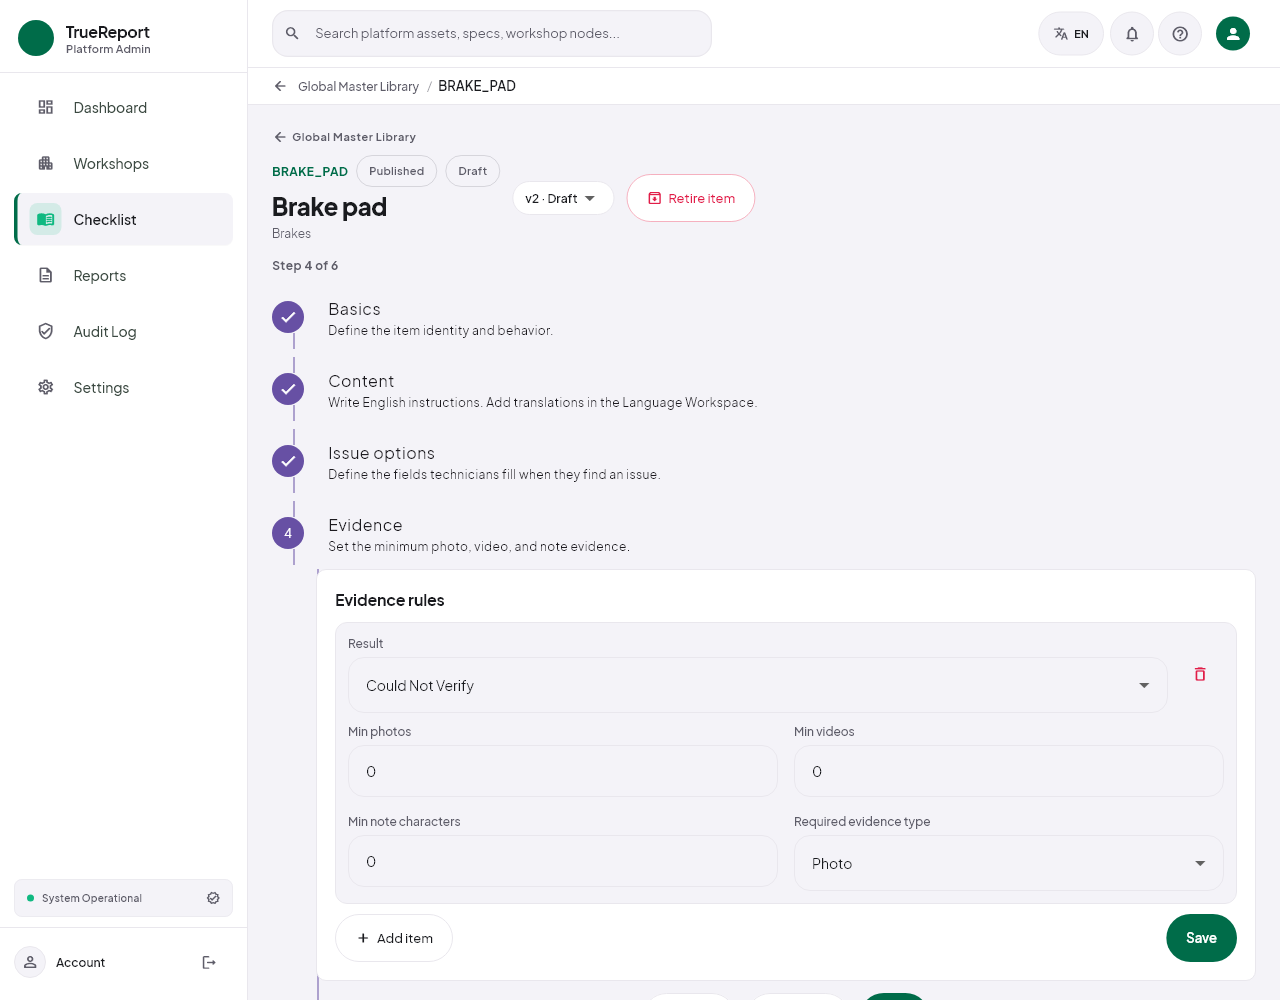 TrueReport
Platform Admin
Search platform assets, specs, workshop nodes...
EN
Dashboard
Workshops
Checklist
Reports
Audit Log
Settings
System Operational
Account
Global Master Library / BRAKE_PAD
Global Master Library
BRAKE_PAD
Published
Draft
Brake pad
Brakes
v2 · Draft
Retire item
Step 4 of 6
Basics
Define the item identity and behavior.
Content
Write English instructions. Add translations in the Language Workspace.
Issue options
Define the fields technicians fill when they find an issue.
4
Evidence
Set the minimum photo, video, and note evidence.
Evidence rules
Result
Could Not Verify
Min photos
Min videos
0
0
Min note characters
Required evidence type
0
Photo
Add item
Save